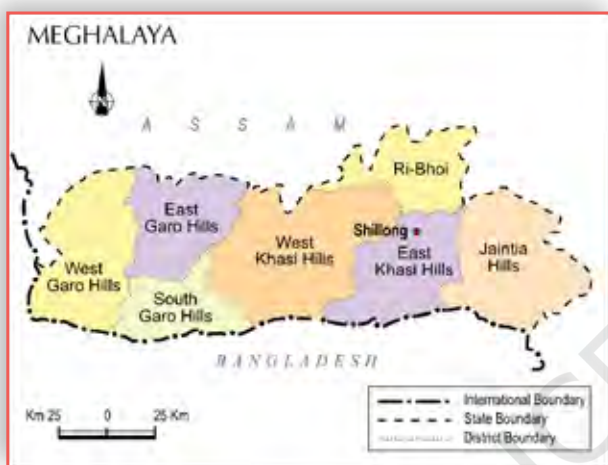 MEGHALAYA
N
A S S A M
Ri-Bhoi
East
Garo Hills
Shillong
West
Khasi Hills
East
Khasi Hills
Jaintia
Hills
West
Garo Hills
South
Garo Hills
BANGLADESH
Km 25 0 25 Km
International Boundary
State Boundary
District Boundary